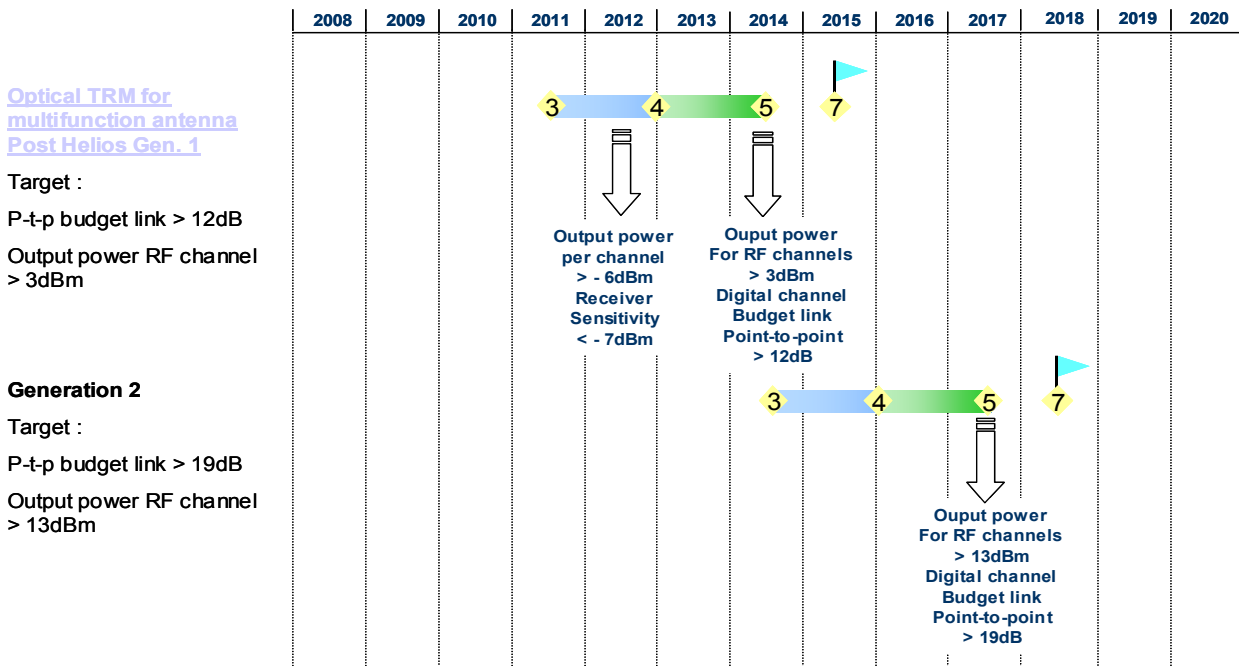 2008 2009 2010 2011 2012 2013 2014 2015 2016 2017 2018 2019 2020
Optical TRM for
multifunction antenna
Post Helios Gen. 1
Target :
P-t-p budget link > 12dB
Output power RF channel
> 3dBm
3 4 5 7
Output power
per channel
> - 6dBm
Receiver
Sensitivity
< - 7dBm
Ouput power
For RF channels
> 3dBm
Digital channel
Budget link
Point-to-point
> 12dB
Generation 2
Target :
P-t-p budget link > 19dB
Output power RF channel
> 13dBm
3 4 5 7
Ouput power
For RF channels
> 13dBm
Digital channel
Budget link
Point-to-point
> 19dB